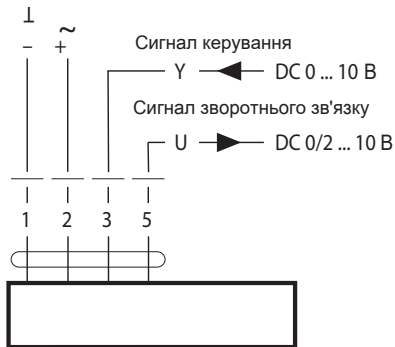 ⊥ ~
– +
Сигнал керування
Y DC 0 ... 10 В
Сигнал зворотнього зв'язку
U DC 0/2 ... 10 В
1 2 3 5